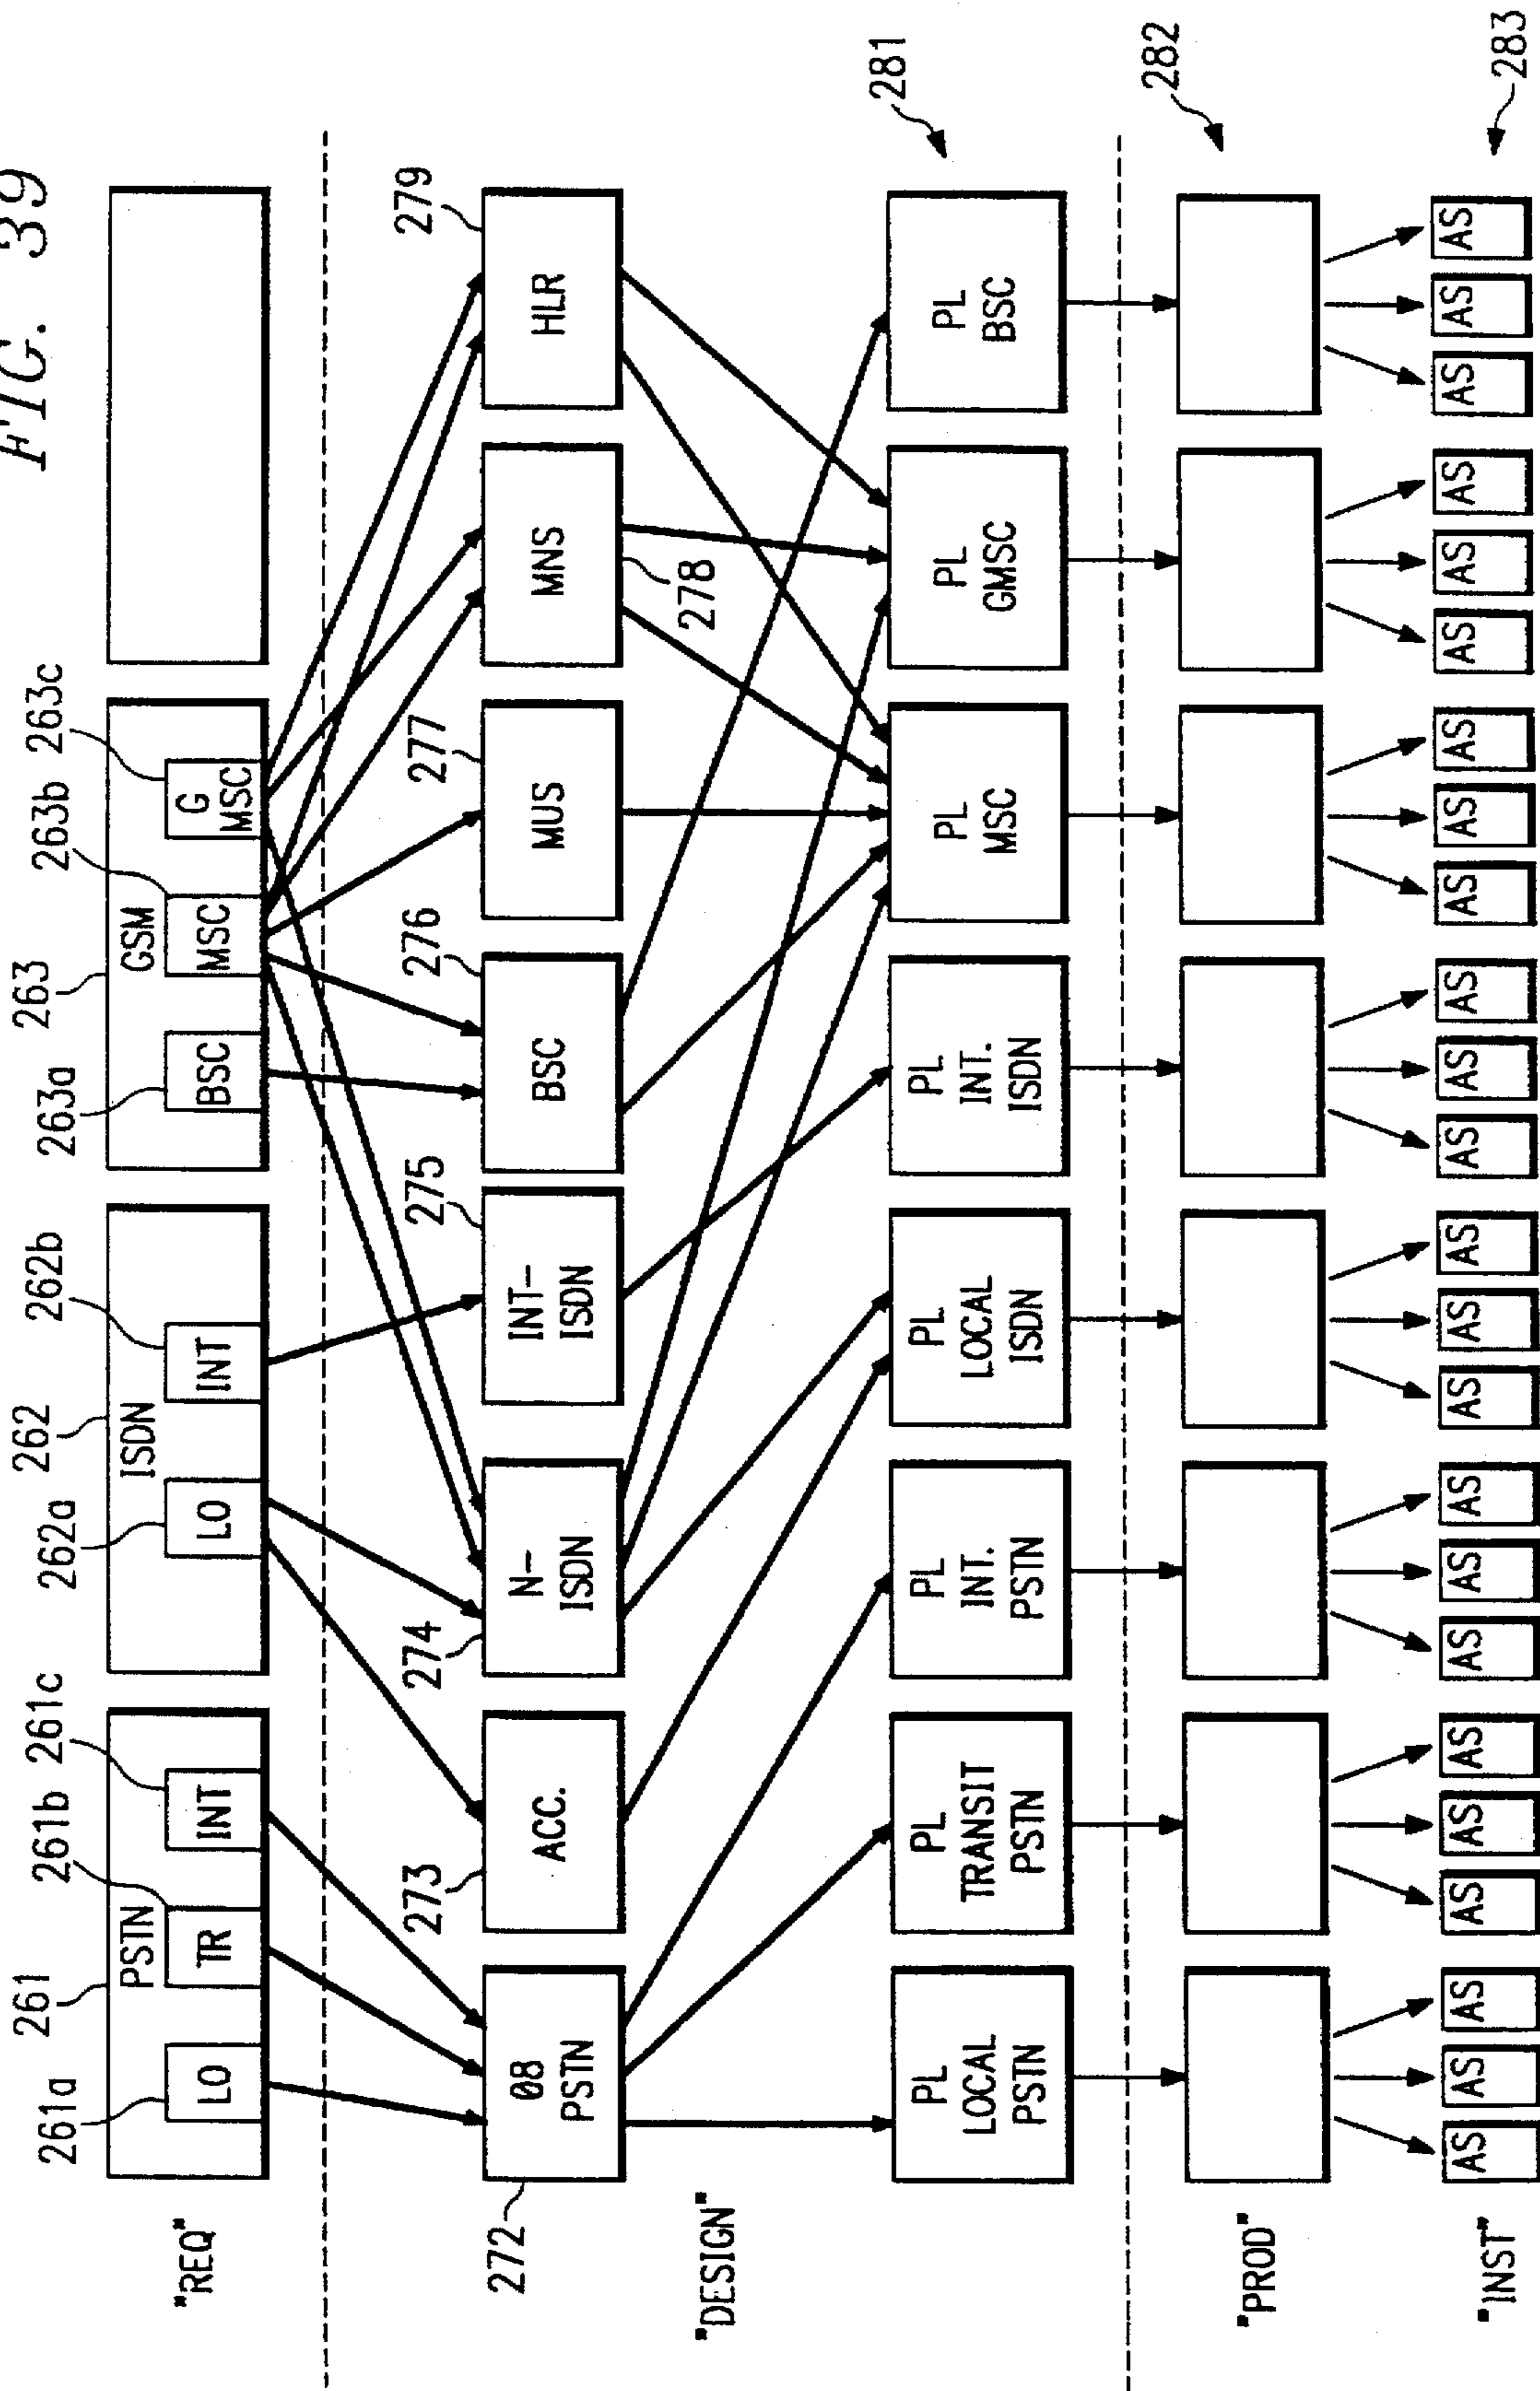 FIG. 39
261
262
263
261a
261b
261c
262a
262b
263a
263b
263c
"REQ"
PSTN
ISDN
GSM
LO
TR
INT
LO
INT
BSC
MSC
G
MSC
272
273
274
275
276
277
278
279
"DESIGN"
08
PSTN
ACC.
N-
ISDN
INT-
ISDN
BSC
MUS
MNS
HLR
281
PL
LOCAL
PSTN
PL
TRANSIT
PSTN
PL
INT.
PSTN
PL
LOCAL
ISDN
PL
INT.
ISDN
PL
MSC
PL
GMSC
PL
BSC
"PROD"
282
"INST"
AS AS AS
AS AS AS
AS AS AS
AS AS AS
AS AS AS
AS AS AS
AS AS AS
AS AS AS
283